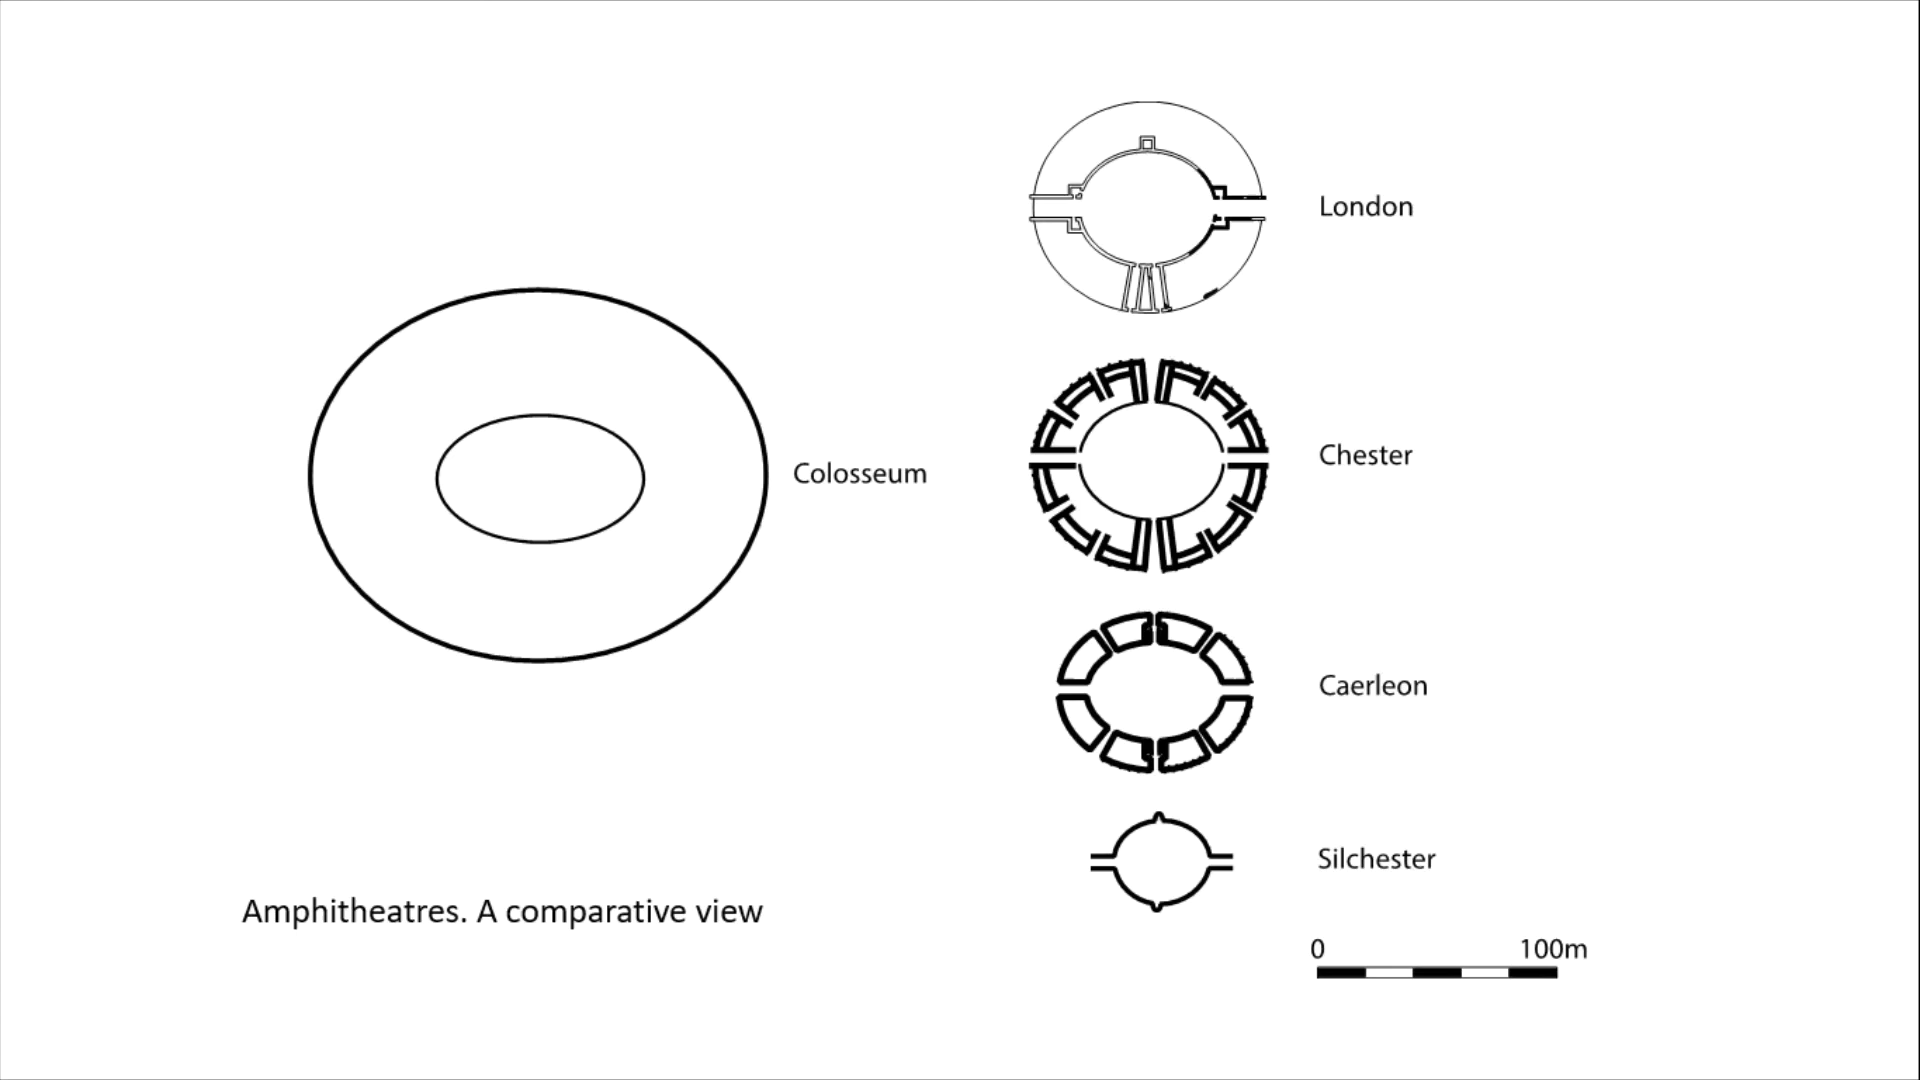 London
Chester
Colosseum
Caerleon
Silchester
Amphitheatres. A comparative view
0 100m